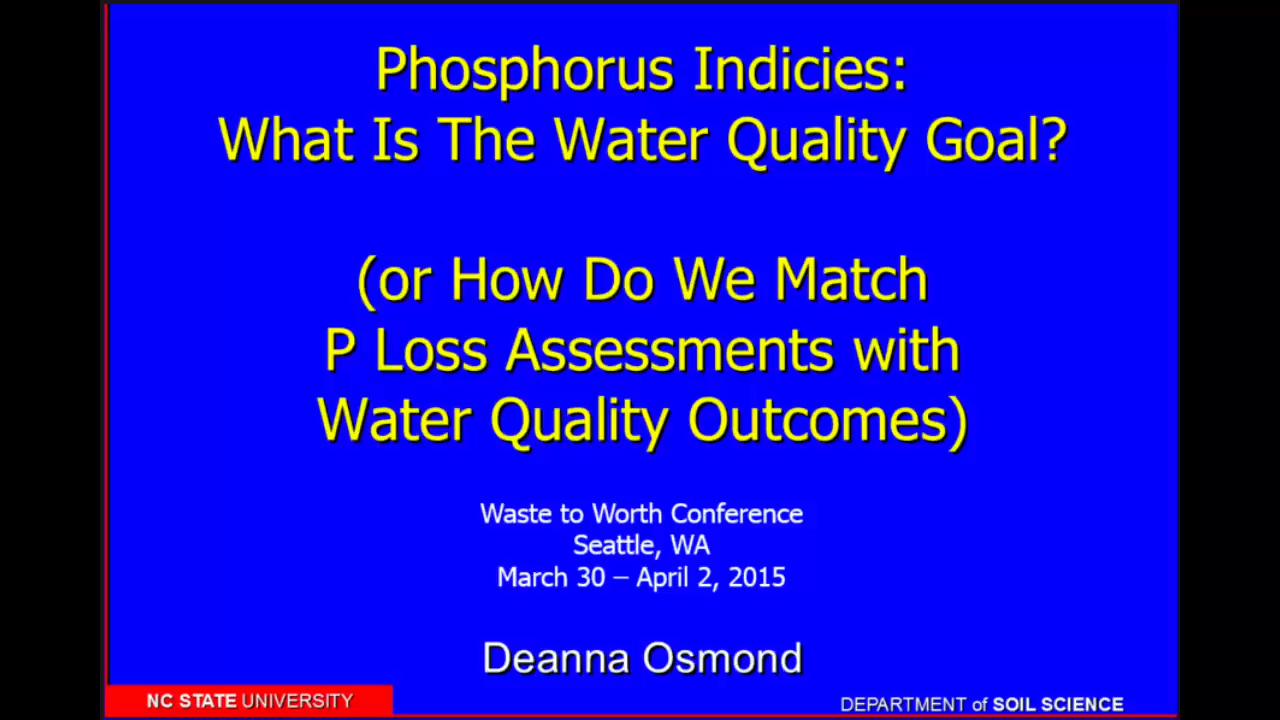 Phosphorus Indicies:
What Is The Water Quality Goal?
(or How Do We Match
P Loss Assessments with
Water Quality Outcomes)
Waste to Worth Conference
Seattle, WA
March 30 – April 2, 2015
Deanna Osmond
NC STATE UNIVERSITY
DEPARTMENT of SOIL SCIENCE